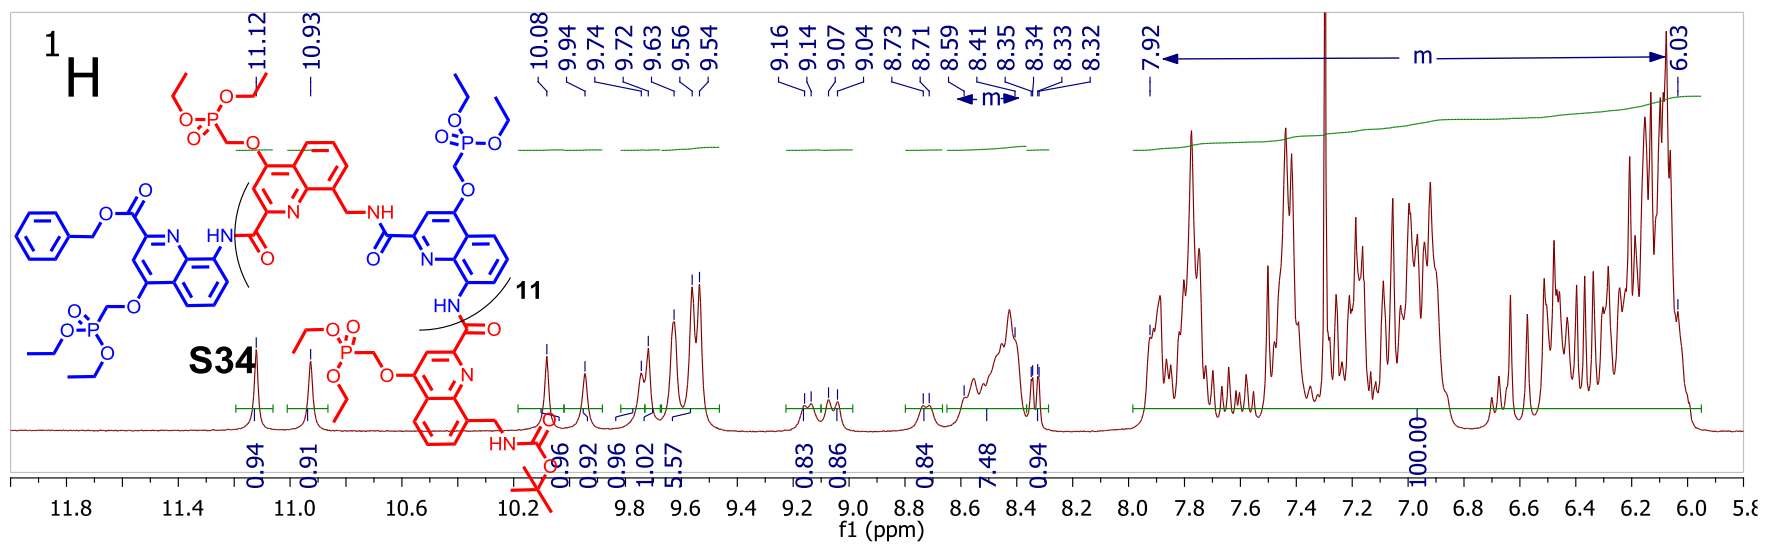 ¹H
11.12
10.93
10.08
9.94
9.74
9.72
9.63
9.56
9.54
9.16
9.14
9.07
9.04
8.73
8.71
8.59
8.41
8.35
8.34
8.33
8.32
7.92
6.03
m
m
O
O
P
O
O
O
O
P
O
O
O
O
O
N
HN
O
N
NH
O
N
O
O
P
O
O
HN
11
O
O
P
O
O
N
O
S34
HN
O
O
0.94
0.91
0.96
0.92
0.96
1.02
5.57
0.83
0.86
0.84
7.48
0.94
100.00
11.8
11.4
11.0
10.6
10.2
9.8
9.6
9.4
9.2
9.0
8.8
8.6
8.4
8.2
8.0
7.8
7.6
7.4
7.2
7.0
6.8
6.6
6.4
6.2
6.0
5.8
f1 (ppm)